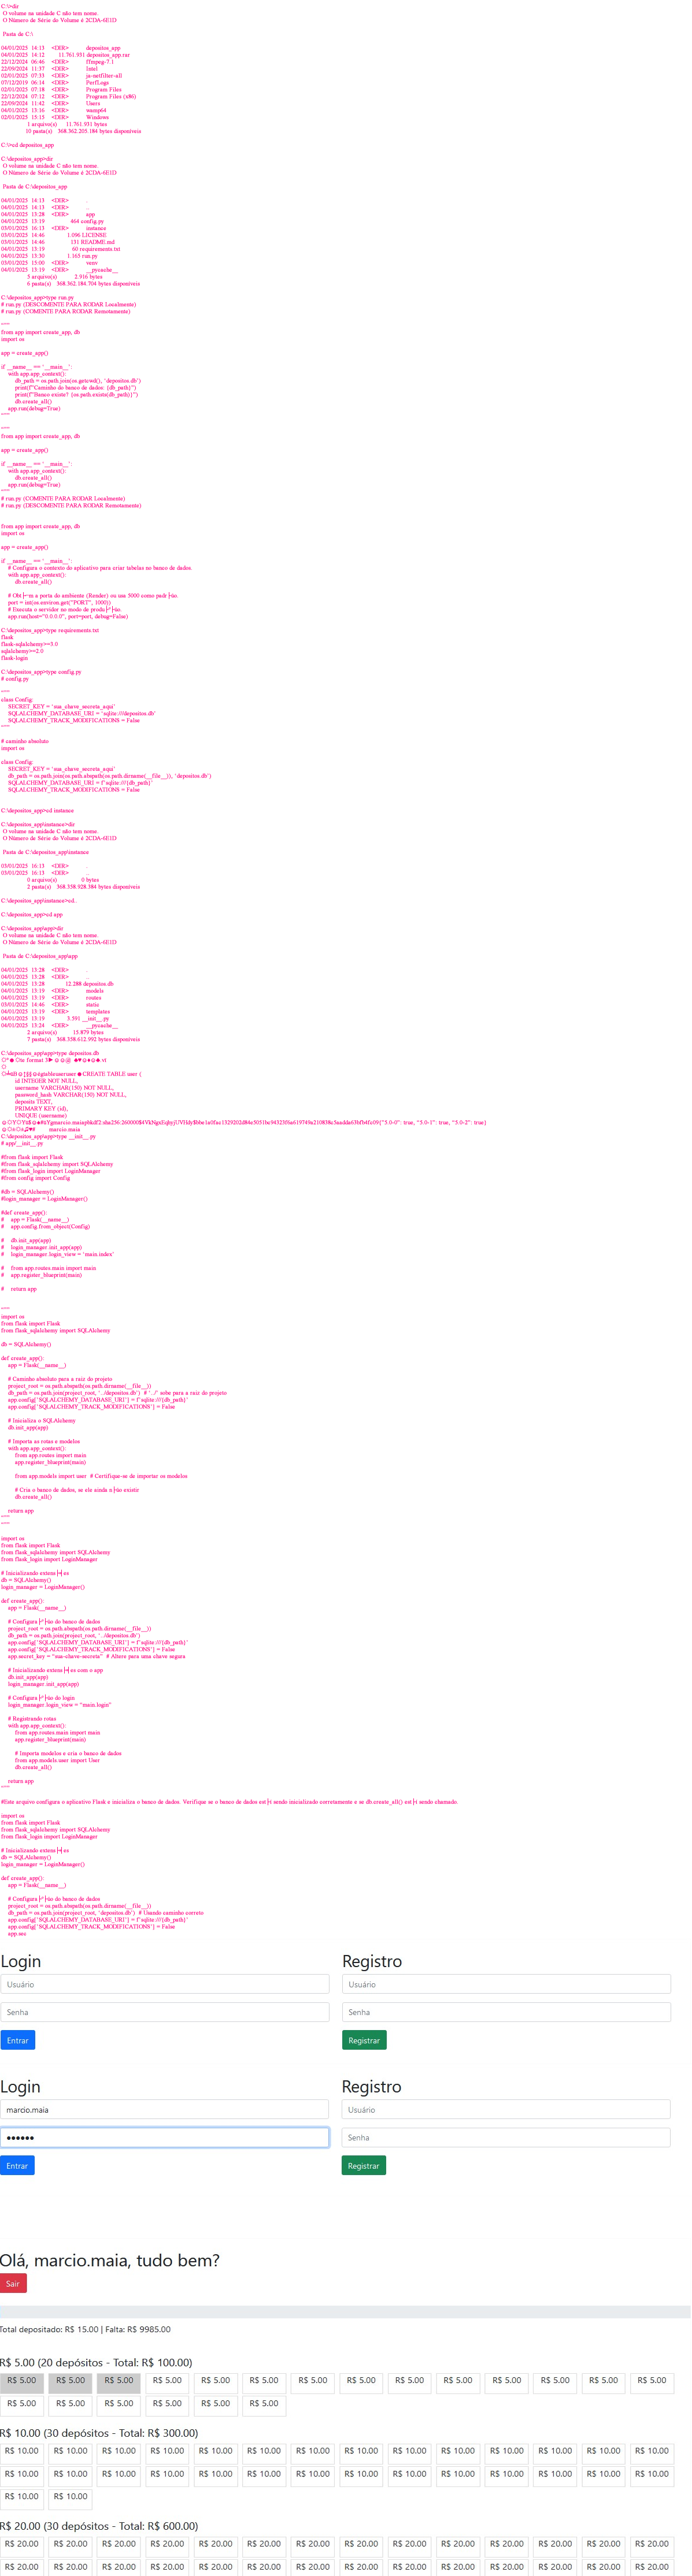 C:\>dir
O volume na unidade C não tem nome.
O Número de Série do Volume é 2CDA-6E1D
Pasta de C:\
04/01/2025 14:13 <DIR> depositos_app
04/01/2025 14:12 11.761.931 depositos_app.rar
22/12/2024 06:46 <DIR> ffmpeg-7.1
22/09/2024 11:37 <DIR> Intel
02/01/2025 07:33 <DIR> ja-netfilter-all
07/12/2019 06:14 <DIR> PerfLogs
02/01/2025 07:18 <DIR> Program Files
22/12/2024 07:12 <DIR> Program Files (x86)
22/09/2024 11:42 <DIR> Users
04/01/2025 13:16 <DIR> wamp64
02/01/2025 15:15 <DIR> Windows
1 arquivo(s) 11.761.931 bytes
10 pasta(s) 368.362.205.184 bytes disponíveis
C:\>cd depositos_app
C:\depositos_app>dir
O volume na unidade C não tem nome.
O Número de Série do Volume é 2CDA-6E1D
Pasta de C:\depositos_app
04/01/2025 14:13 <DIR> .
04/01/2025 14:13 <DIR> ..
04/01/2025 13:28 <DIR> app
04/01/2025 13:19 464 config.py
03/01/2025 16:13 <DIR> instance
03/01/2025 14:46 1.096 LICENSE
03/01/2025 14:46 131 README.md
04/01/2025 13:19 60 requirements.txt
04/01/2025 13:30 1.165 run.py
03/01/2025 15:00 <DIR> venv
04/01/2025 13:19 <DIR> __pycache__
5 arquivo(s) 2.916 bytes
6 pasta(s) 368.362.184.704 bytes disponíveis
C:\depositos_app>type run.py
# run.py (DESCOMENTE PARA RODAR Localmente)
# run.py (COMENTE PARA RODAR Remotamente)
"""
from app import create_app, db
import os
app = create_app()
if __name__ == '__main__':
with app.app_context():
db_path = os.path.join(os.getcwd(), 'depositos.db')
print(f"Caminho do banco de dados: {db_path}")
print(f"Banco existe? {os.path.exists(db_path)}")
db.create_all()
app.run(debug=True)
"""
"""
from app import create_app, db
app = create_app()
if __name__ == '__main__':
with app.app_context():
db.create_all()
app.run(debug=True)
"""
# run.py (COMENTE PARA RODAR Localmente)
# run.py (DESCOMENTE PARA RODAR Remotamente)
from app import create_app, db
import os
app = create_app()
if __name__ == '__main__':
# Configura o contexto do aplicativo para criar tabelas no banco de dados.
with app.app_context():
db.create_all()
m a porta do ambiente (Render) ou usa 5000 como
port = int(os.environ.get("PORT", 1000))
# Executa o servidor no modo de
app.run(host="0.0.0.0", port=port, debug=False)
C:\depositos_app>type requirements.txt
flask
flask-sqlalchemy>=3.0
sqlalchemy>=2.0
flask-login
C:\depositos_app>type config.py
# config.py
"""
class Config:
SECRET_KEY = 'sua_chave_secreta_aqui'
SQLALCHEMY_DATABASE_URI = 'sqlite:///depositos.db'
SQLALCHEMY_TRACK_MODIFICATIONS = False
"""
# caminho absoluto
import os
class Config:
SECRET_KEY = 'sua_chave_secreta_aqui'
db_path = os.path.join(os.path.abspath(os.path.dirname(__file__)), 'depositos.db')
SQLALCHEMY_DATABASE_URI = f'sqlite:///{db_path}'
SQLALCHEMY_TRACK_MODIFICATIONS = False
C:\depositos_app>cd instance
C:\depositos_app\instance>dir
O volume na unidade C não tem nome.
O Número de Série do Volume é 2CDA-6E1D
Pasta de C:\depositos_app\instance
03/01/2025 16:13 <DIR> .
03/01/2025 16:13 <DIR> ..
0 arquivo(s) 0 bytes
2 pasta(s) 368.358.928.384 bytes disponíveis
C:\depositos_app\instance>cd..
C:\depositos_app>cd app
C:\depositos_app\app>dir
O volume na unidade C não tem nome.
O Número de Série do Volume é 2CDA-6E1D
Pasta de C:\depositos_app\app
04/01/2025 13:28 <DIR> .
04/01/2025 13:28 <DIR> ..
04/01/2025 13:28 12.288 depositos.db
04/01/2025 13:19 <DIR> models
04/01/2025 13:19 <DIR> routes
03/01/2025 14:46 <DIR> static
04/01/2025 13:19 <DIR> templates
04/01/2025 13:19 3.591 __init__.py
04/01/2025 13:24 <DIR> __pycache__
2 arquivo(s) 15.879 bytes
7 pasta(s) 368.358.612.992 bytes disponíveis
C:\depositos_app\app>type depositos.db
CREATE TABLE user (
id INTEGER NOT NULL,
username VARCHAR(150) NOT NULL,
password_hash VARCHAR(150) NOT NULL,
deposits TEXT,
PRIMARY KEY (id),
UNIQUE (username)
{"5.0-0": true, "5.0-1": true, "5.0-2": true}
marcio.maia
C:\depositos_app\app>type __init__.py
# app/__init__.py
#from flask import Flask
#from flask_sqlalchemy import SQLAlchemy
#from flask_login import LoginManager
#from config import Config
#db = SQLAlchemy()
#login_manager = LoginManager()
#def create_app():
# app = Flask(__name__)
# app.config.from_object(Config)
# db.init_app(app)
# login_manager.init_app(app)
# login_manager.login_view = 'main.index'
# from app.routes.main import main
# app.register_blueprint(main)
# return app
"""
import os
from flask import Flask
from flask_sqlalchemy import SQLAlchemy
db = SQLAlchemy()
def create_app():
app = Flask(__name__)
# Caminho absoluto para a raiz do projeto
project_root = os.path.abspath(os.path.dirname(__file__))
db_path = os.path.join(project_root, '../depositos.db') # '../' sobe para a raiz do projeto
app.config['SQLALCHEMY_DATABASE_URI'] = f'sqlite:///{db_path}'
app.config['SQLALCHEMY_TRACK_MODIFICATIONS'] = False
# Inicializa o SQLAlchemy
db.init_app(app)
# Importa as rotas e modelos
with app.app_context():
from app.routes import main
app.register_blueprint(main)
from app.models import user # Certifique-se de importar os modelos
# Cria o banco de dados, se ele ainda existir
db.create_all()
return app
"""
"""
import os
from flask import Flask
from flask_sqlalchemy import SQLAlchemy
from flask_login import LoginManager
# Inicializando
db = SQLAlchemy()
login_manager = LoginManager()
def create_app():
app = Flask(__name__)
# do banco de dados
project_root = os.path.abspath(os.path.dirname(__file__))
db_path = os.path.join(project_root, '../depositos.db')
app.config['SQLALCHEMY_DATABASE_URI'] = f'sqlite:///{db_path}'
app.config['SQLALCHEMY_TRACK_MODIFICATIONS'] = False
app.secret_key = "sua-chave-secreta" # Altere para uma chave segura
# Inicializando com o app
db.init_app(app)
login_manager.init_app(app)
# do login
login_manager.login_view = "main.login"
# Registrando rotas
with app.app_context():
from app.routes.main import main
app.register_blueprint(main)
# Importa modelos e cria o banco de dados
from app.models.user import User
db.create_all()
return app
"""
#Este arquivo configura o aplicativo Flask e inicializa o banco de dados. Verifique se o banco de dados sendo inicializado corretamente e se db.create_all() sendo chamado.
import os
from flask import Flask
from flask_sqlalchemy import SQLAlchemy
from flask_login import LoginManager
# Inicializando
db = SQLAlchemy()
login_manager = LoginManager()
def create_app():
app = Flask(__name__)
# do banco de dados
project_root = os.path.abspath(os.path.dirname(__file__))
db_path = os.path.join(project_root, 'depositos.db') # Usando caminho correto
app.config['SQLALCHEMY_DATABASE_URI'] = f'sqlite:///{db_path}'
app.config['SQLALCHEMY_TRACK_MODIFICATIONS'] = False
app.sec
Login Registro
Usuário Usuário
Senha Senha
Entrar Registrar
Login Registro
marcio.maia Usuário
●●●●●● Senha
Entrar Registrar
Olá, marcio.maia, tudo bem?
Sair
Total depositado: R$ 15.00 | Falta: R$ 9985.00
R$ 5.00 (20 depósitos - Total: R$ 100.00)
R$ 5.00 R$ 5.00 R$ 5.00 R$ 5.00 R$ 5.00 R$ 5.00 R$ 5.00 R$ 5.00 R$ 5.00 R$ 5.00 R$ 5.00 R$ 5.00 R$ 5.00 R$ 5.00
R$ 5.00 R$ 5.00 R$ 5.00 R$ 5.00 R$ 5.00 R$ 5.00
R$ 10.00 (30 depósitos - Total: R$ 300.00)
R$ 10.00 R$ 10.00 R$ 10.00 R$ 10.00 R$ 10.00 R$ 10.00 R$ 10.00 R$ 10.00 R$ 10.00 R$ 10.00 R$ 10.00 R$ 10.00 R$ 10.00 R$ 10.00
R$ 10.00 R$ 10.00 R$ 10.00 R$ 10.00 R$ 10.00 R$ 10.00 R$ 10.00 R$ 10.00 R$ 10.00 R$ 10.00 R$ 10.00 R$ 10.00 R$ 10.00 R$ 10.00
R$ 10.00 R$ 10.00
R$ 20.00 (30 depósitos - Total: R$ 600.00)
R$ 20.00 R$ 20.00 R$ 20.00 R$ 20.00 R$ 20.00 R$ 20.00 R$ 20.00 R$ 20.00 R$ 20.00 R$ 20.00 R$ 20.00 R$ 20.00 R$ 20.00 R$ 20.00
R$ 20.00 R$ 20.00 R$ 20.00 R$ 20.00 R$ 20.00 R$ 20.00 R$ 20.00 R$ 20.00 R$ 20.00 R$ 20.00 R$ 20.00 R$ 20.00 R$ 20.00 R$ 20.00